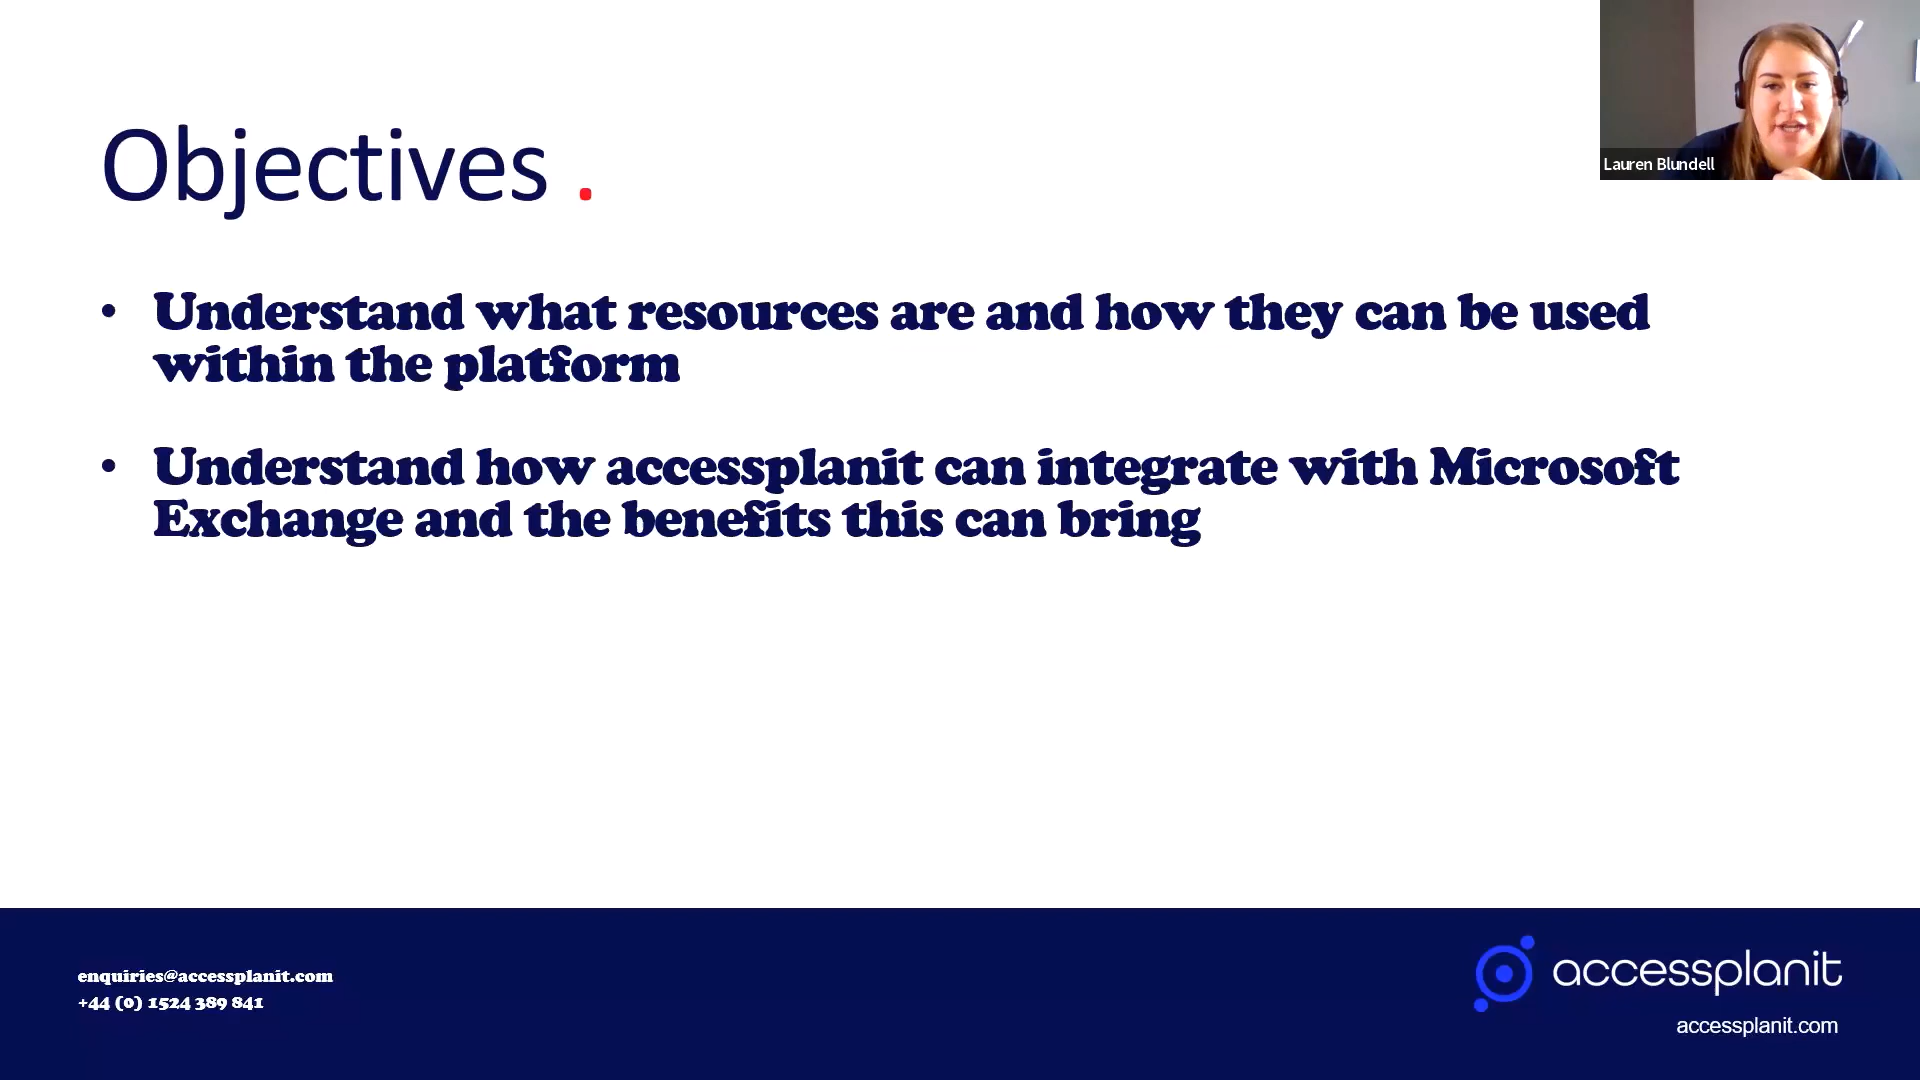 Objectives .
Lauren Blundell
• Understand what resources are and how they can be used
within the platform
• Understand how accessplanit can integrate with Microsoft
Exchange and the benefits this can bring
enquiries@accessplanit.com
+44 (0) 1524 389 841
accessplanit
accessplanit.com